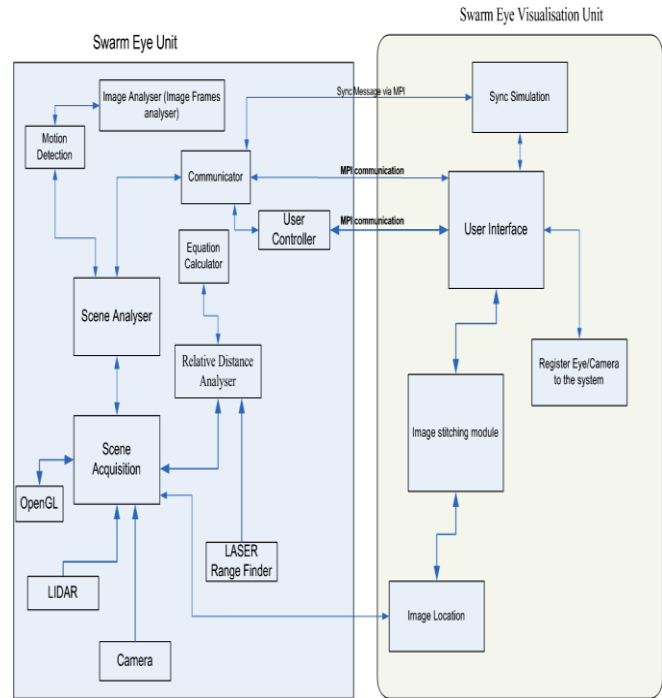 Swarm Eye Visualisation Unit
Swarm Eye Unit
Image Analyser (Image Frames
analyser)
Sync Message via MPI
Sync Simulation
Motion
Detection
Communicator
MPI communication
User
Controller
MPI communication
User Interface
Equation
Calculator
Scene Analyser
Relative Distance
Analyser
Register Eye/Camera
to the system
Image stitching module
Scene
Acquisition
OpenGL
LASER
Range Finder
LIDAR
Image Location
Camera